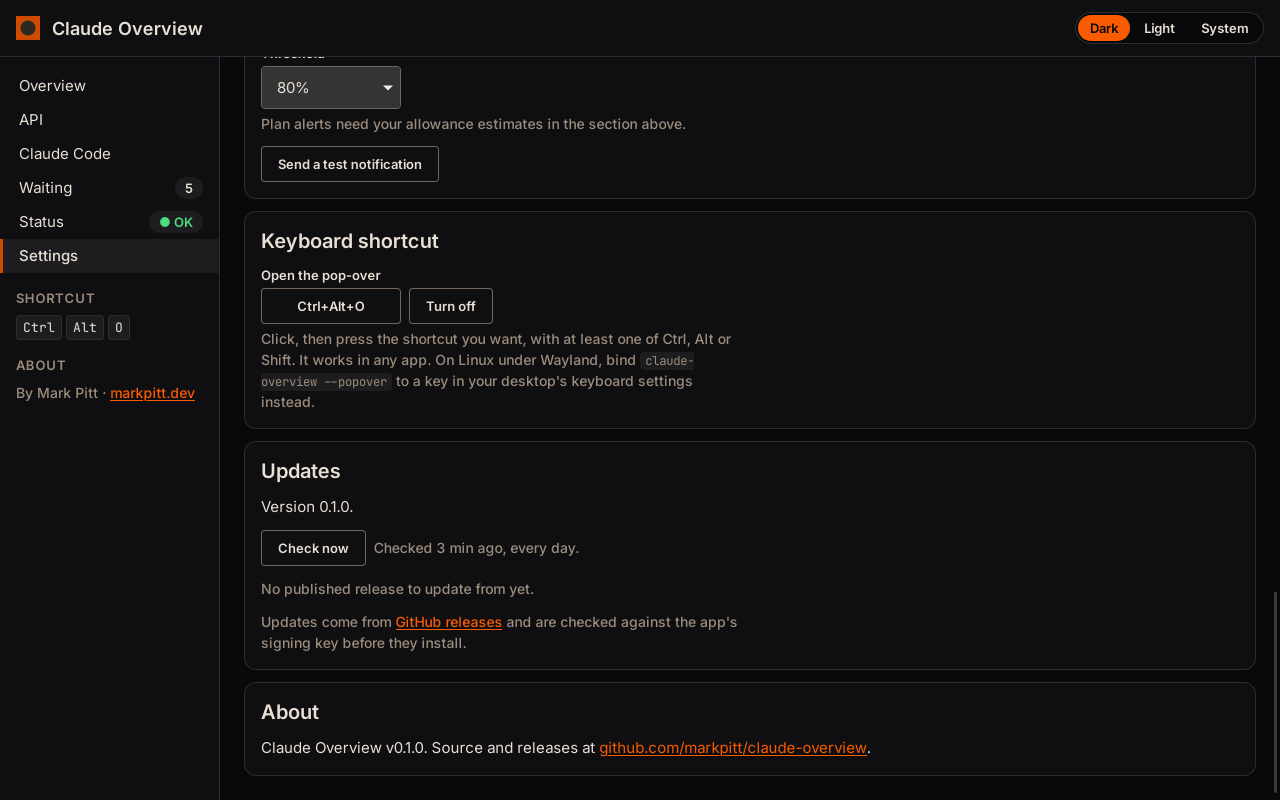 Claude Overview
Dark
Light
System
Overview
API
Claude Code
Waiting
5
Status
OK
Settings
SHORTCUT
Ctrl
Alt
O
ABOUT
By Mark Pitt · markpitt.dev
Threshold
80%
Plan alerts need your allowance estimates in the section above.
Send a test notification
Keyboard shortcut
Open the pop-over
Ctrl+Alt+O
Turn off
Click, then press the shortcut you want, with at least one of Ctrl, Alt or
Shift. It works in any app. On Linux under Wayland, bind claude-
overview --popover to a key in your desktop's keyboard settings
instead.
Updates
Version 0.1.0.
Check now
Checked 3 min ago, every day.
No published release to update from yet.
Updates come from GitHub releases and are checked against the app's
signing key before they install.
About
Claude Overview v0.1.0. Source and releases at github.com/markpitt/claude-overview.